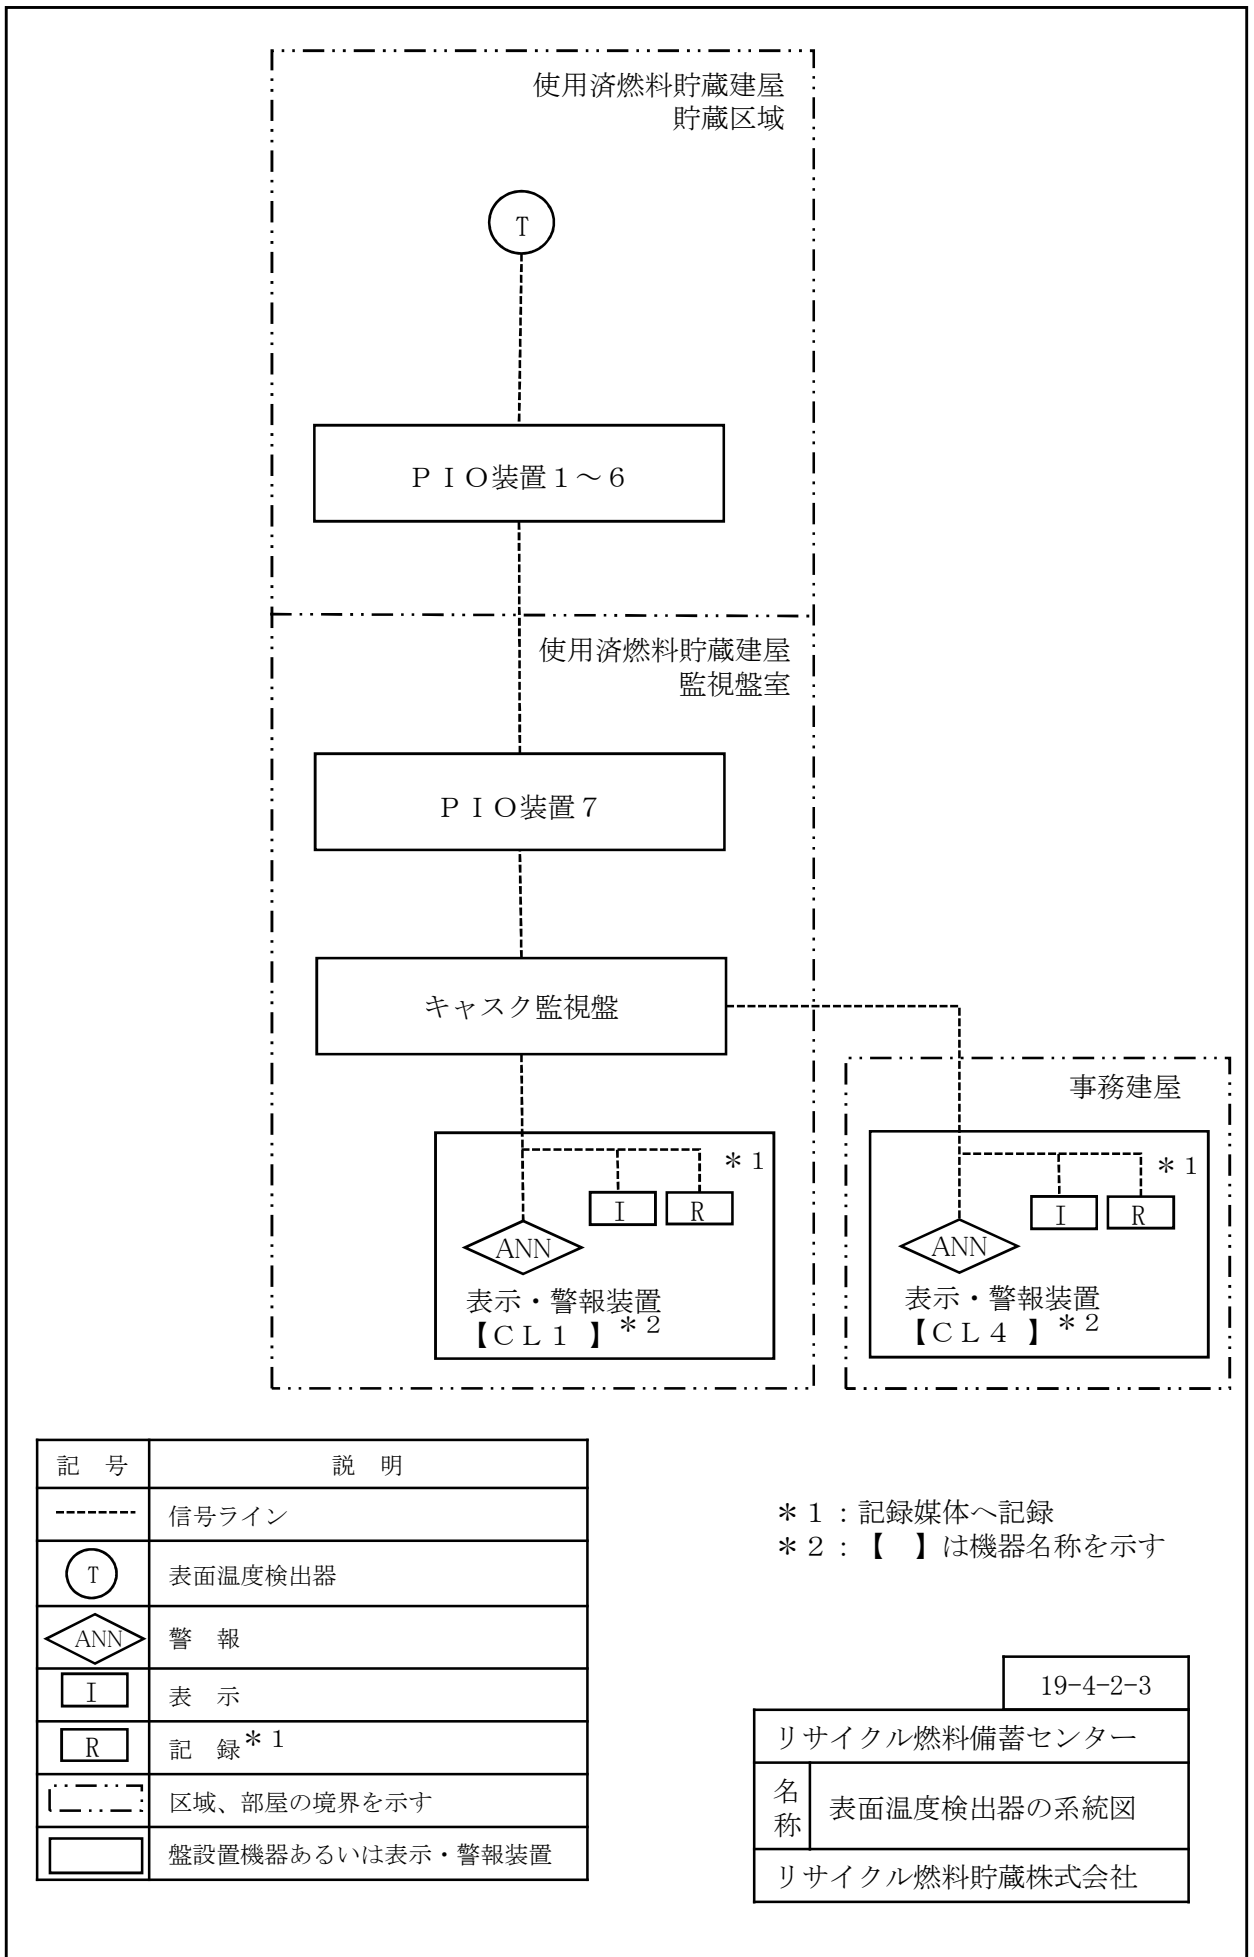 使用済燃料貯蔵建屋
貯蔵区域
T
ＰＩＯ装置１～６
使用済燃料貯蔵建屋
監視盤室
ＰＩＯ装置７
キャスク監視盤
事務建屋
＊１
I
R
ANN
表示・警報装置
【ＣＬ１ 】＊２
＊１
I
R
ANN
表示・警報装置
【ＣＬ４ 】＊２
記　号
説　明
信号ライン
T
表面温度検出器
ANN
警　報
I
表　示
R
記　録＊１
区域、部屋の境界を示す
盤設置機器あるいは表示・警報装置
＊１：記録媒体へ記録
＊２：【　】は機器名称を示す
19-4-2-3
リサイクル燃料備蓄センター
名称
表面温度検出器の系統図
リサイクル燃料貯蔵株式会社